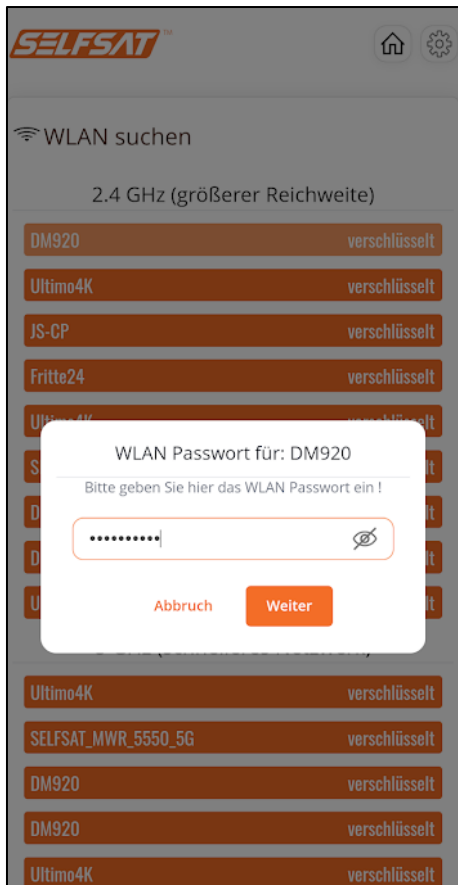 SELFSAT™
WLAN suchen
2.4 GHz (größerer Reichweite)
DM920 verschlüsselt
Ultimo4K verschlüsselt
JS-CP verschlüsselt
Fritte24 verschlüsselt
WLAN Passwort für: DM920
Bitte geben Sie hier das WLAN Passwort ein !
••••••••••
Abbruch Weiter
Ultimo4K verschlüsselt
SELFSAT_MWR_5550_5G verschlüsselt
DM920 verschlüsselt
DM920 verschlüsselt
Ultimo4K verschlüsselt